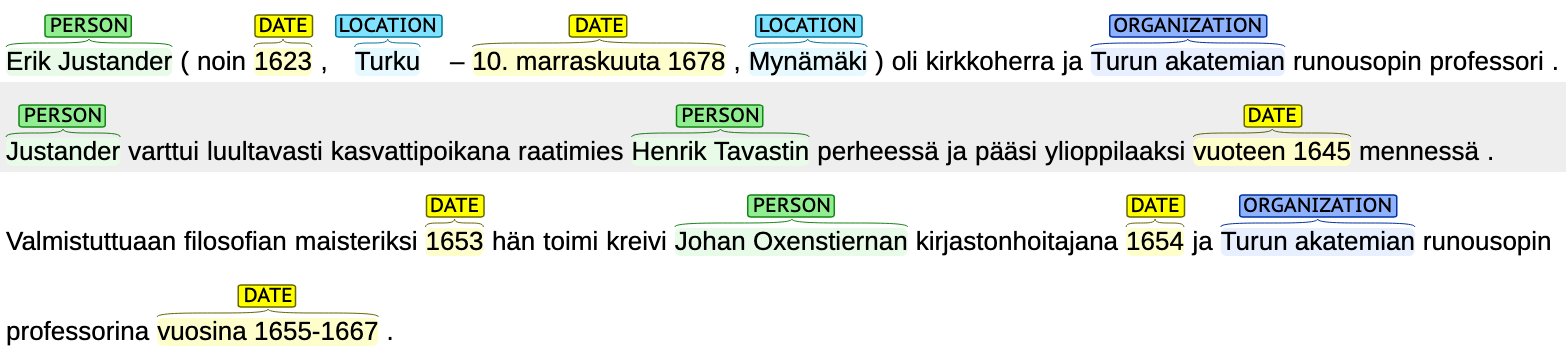 PERSON DATE LOCATION DATE LOCATION ORGANIZATION
Erik Justander ( noin 1623 , Turku – 10. marraskuuta 1678 , Mynämäki ) oli kirkkoherra ja Turun akatemian runousopin professori .
PERSON PERSON DATE
Justander varttui luultavasti kasvattipoikana raatimies Henrik Tavastin perheessä ja pääsi ylioppilaaksi vuoteen 1645 mennessä .
DATE PERSON DATE ORGANIZATION
Valmistuttuaan filosofian maisteriksi 1653 hän toimi kreivi Johan Oxenstiernan kirjastonhoitajana 1654 ja Turun akatemian runousopin
DATE
professorina vuosina 1655-1667 .